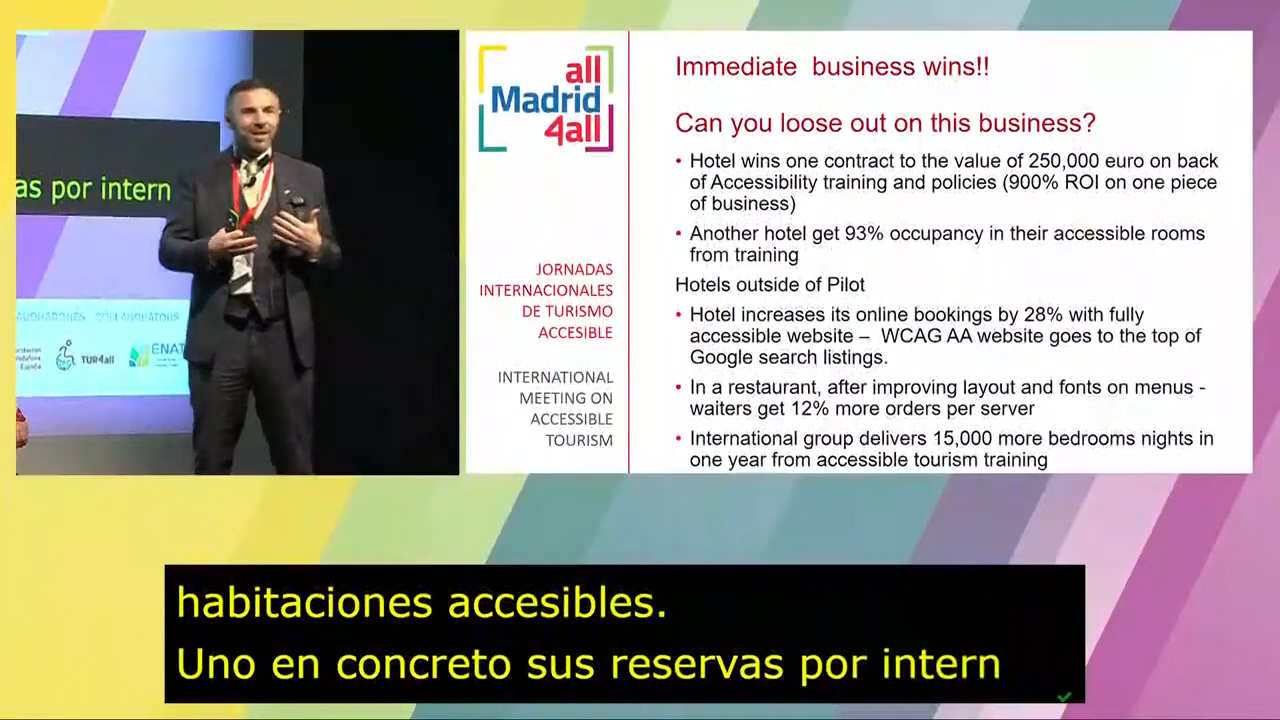 as por intern
COLLABORATORS
TUR4all
ENAT
all
Madrid
4all
JORNADAS
INTERNACIONALES
DE TURISMO
ACCESIBLE
INTERNATIONAL
MEETING ON
ACCESSIBLE
TOURISM
Immediate business wins!!
Can you loose out on this business?
• Hotel wins one contract to the value of 250,000 euro on back
of Accessibility training and policies (900% ROI on one piece
of business)
• Another hotel get 93% occupancy in their accessible rooms
from training
Hotels outside of Pilot
• Hotel increases its online bookings by 28% with fully
accessible website – WCAG AA website goes to the top of
Google search listings.
• In a restaurant, after improving layout and fonts on menus -
waiters get 12% more orders per server
• International group delivers 15,000 more bedrooms nights in
one year from accessible tourism training
habitaciones accesibles.
Uno en concreto sus reservas por intern